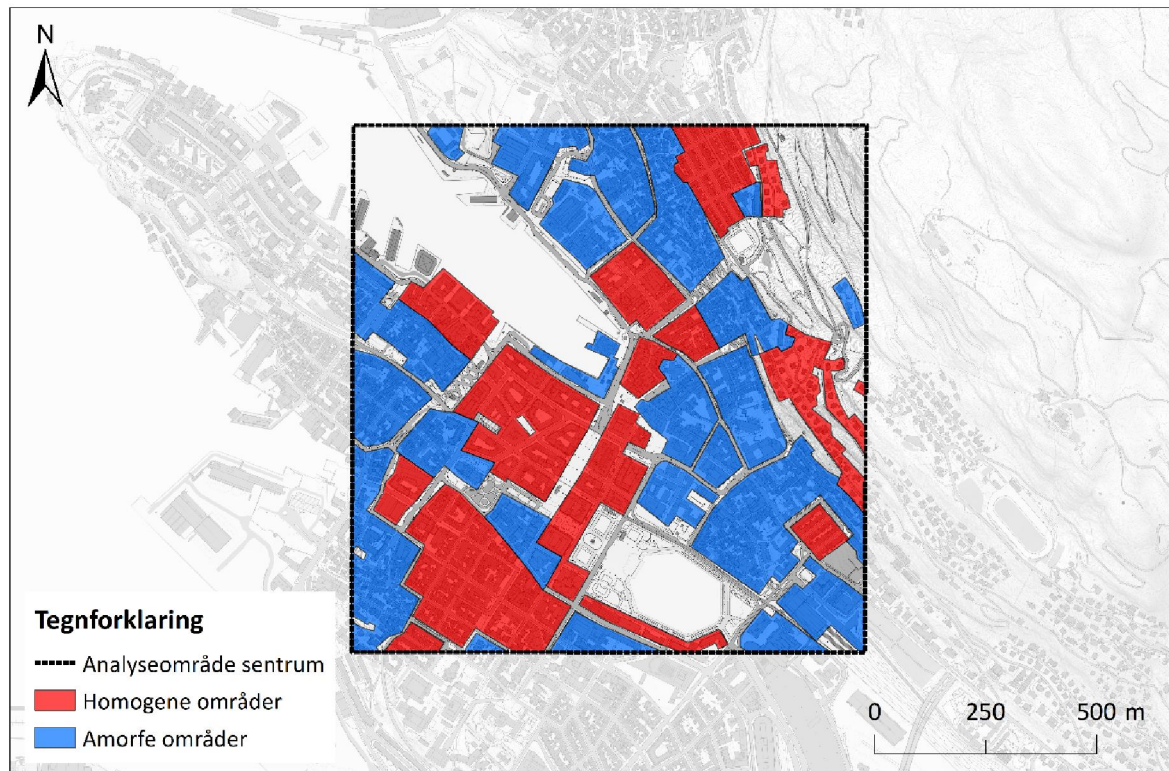 N
Tegnforklaring
Analyseområde sentrum
Homogene områder
Amorfe områder
0 250 500 m